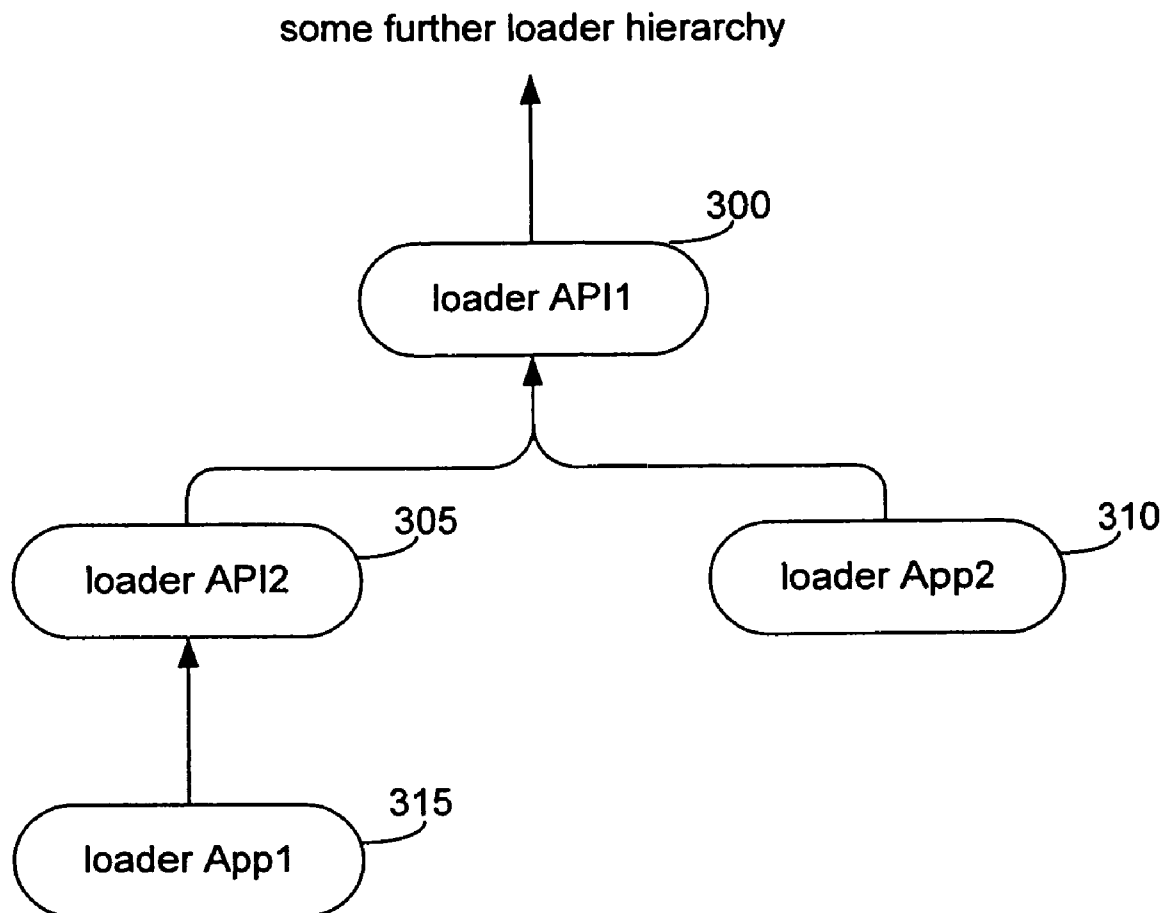 some further loader hierarchy
300
loader API1
305
310
loader API2
loader App2
315
loader App1